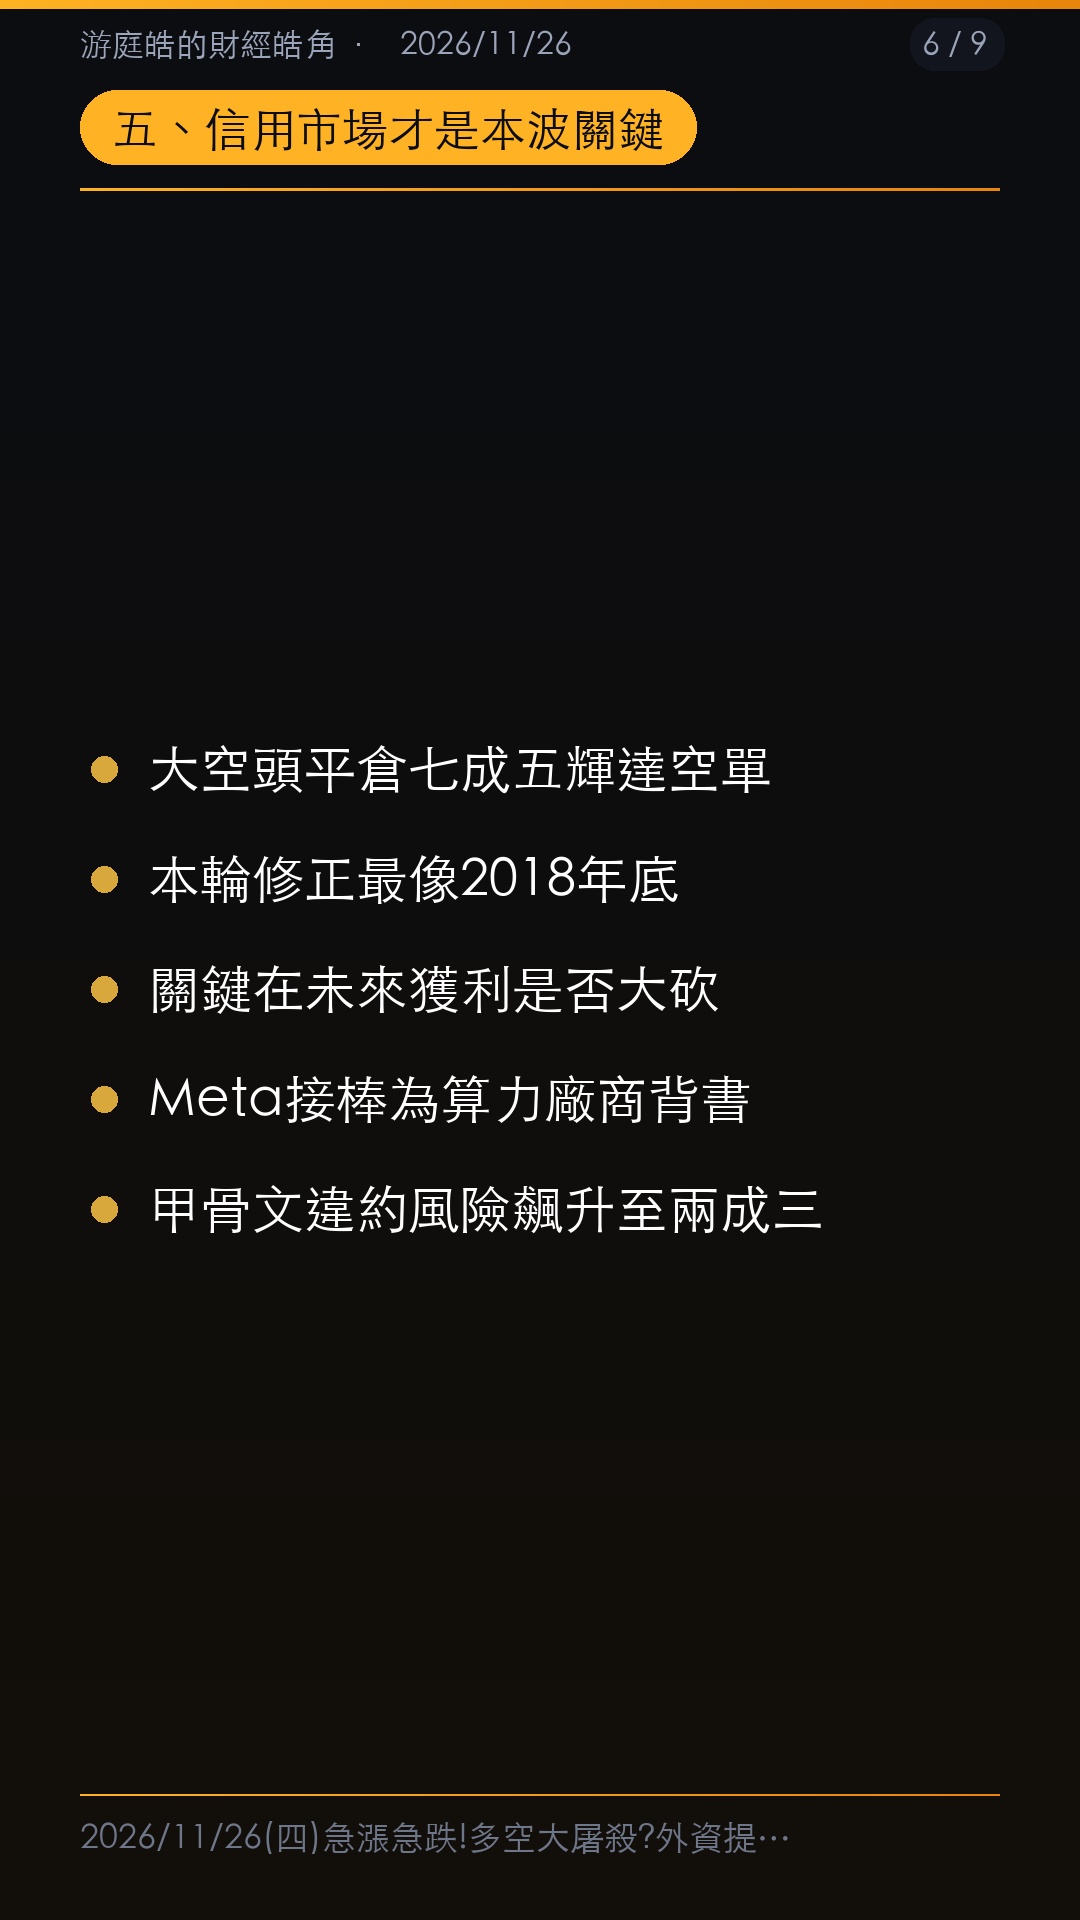 游庭皓的財經皓角 · 2026/11/26
6 / 9
五、信用市場才是本波關鍵
大空頭平倉七成五輝達空單
本輪修正最像2018年底
關鍵在未來獲利是否大砍
Meta接棒為算力廠商背書
甲骨文違約風險飆升至兩成三
2026/11/26(四)急漲急跌!多空大屠殺?外資提⋯